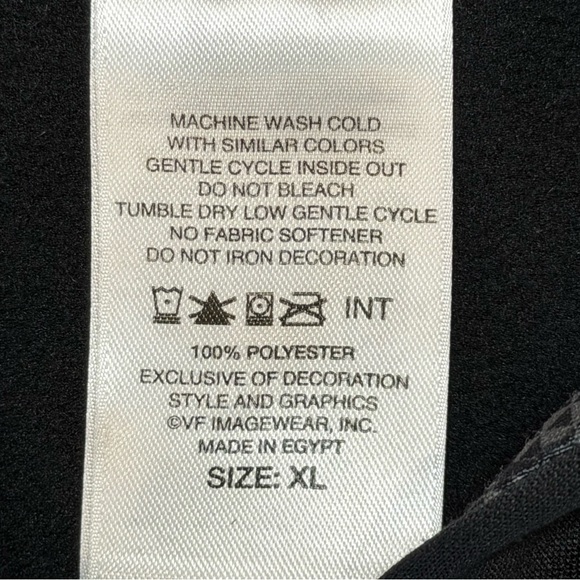 MACHINE WASH COLD
WITH SIMILAR COLORS
GENTLE CYCLE INSIDE OUT
DO NOT BLEACH
TUMBLE DRY LOW GENTLE CYCLE
NO FABRIC SOFTENER
DO NOT IRON DECORATION
INT
100% POLYESTER
EXCLUSIVE OF DECORATION
STYLE AND GRAPHICS
©VF IMAGEWEAR, INC.
MADE IN EGYPT
SIZE: XL